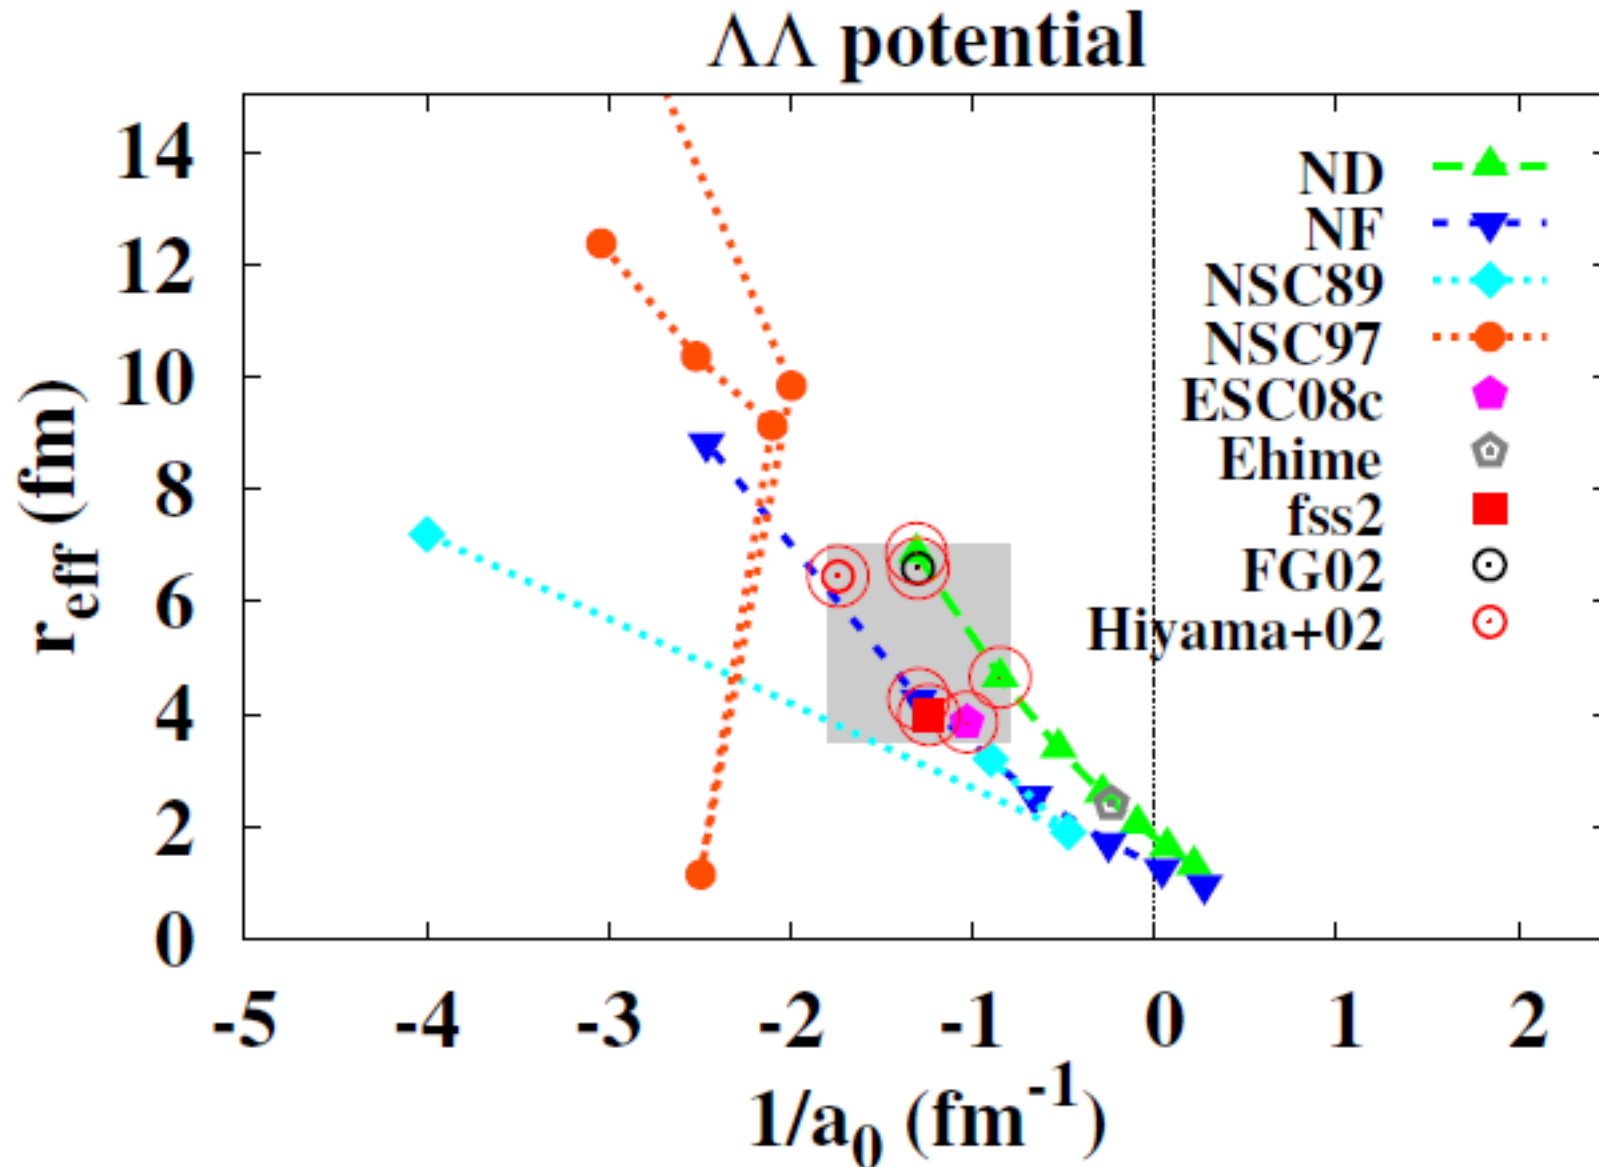 ΛΛ potential
14
12
10
8
6
4
2
0
r_eff (fm)
-5 -4 -3 -2 -1 0 1 2
1/a_0 (fm^-1)
ND
NF
NSC89
NSC97
ESC08c
Ehime
fss2
FG02
Hiyama+02